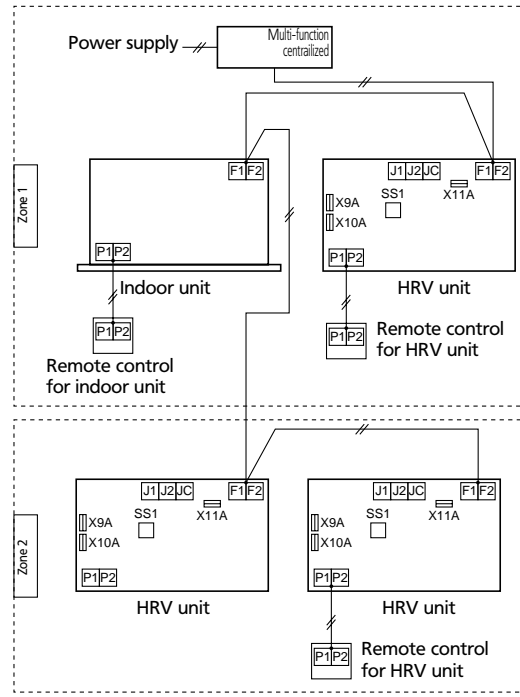 Power supply
Multi-function
centrailized
Zone 1
F1 F2
P1 P2
Indoor unit
P1 P2
Remote control
for indoor unit
J1 J2 JC
F1 F2
X9A
X10A
SS1
X11A
P1 P2
HRV unit
P1 P2
Remote control
for HRV unit
Zone 2
J1 J2 JC
F1 F2
X9A
X10A
SS1
X11A
P1 P2
HRV unit
J1 J2 JC
F1 F2
X9A
X10A
SS1
X11A
P1 P2
HRV unit
P1 P2
Remote control
for HRV unit